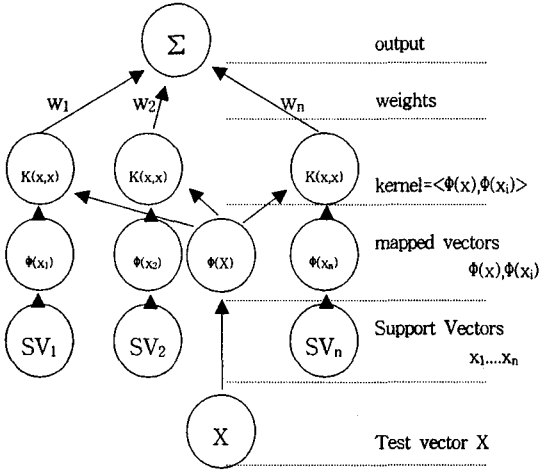 Σ
output
W1 W2 Wn
weights
K(x,x) K(x,x) K(x,x)
kernel=<Φ(x),Φ(xi)>
Φ(x1) Φ(x2) Φ(X) Φ(xn)
mapped vectors
Φ(x),Φ(xi)
SV1 SV2 SVn
Support Vectors
x1....xn
X
Test vector X